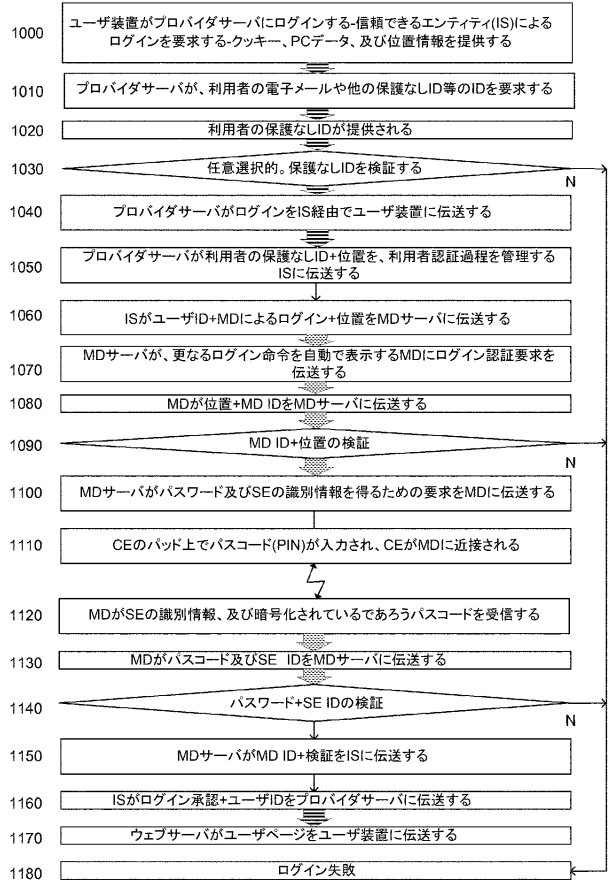 1000
ユーザ装置がプロバイダサーバにログインする-信頼できるエンティティ(IS)による
ログインを要求する-クッキー、PCデータ、及び位置情報を提供する
1010
プロバイダサーバが、利用者の電子メールや他の保護なしID等のIDを要求する
1020
利用者の保護なしIDが提供される
1030
任意選択的。保護なしIDを検証する
N
1040
プロバイダサーバがログインをIS経由でユーザ装置に伝送する
1050
プロバイダサーバが利用者の保護なしID+位置を、利用者認証過程を管理する
ISに伝送する
1060
ISがユーザID+MDによるログイン+位置をMDサーバに伝送する
1070
MDサーバが、更なるログイン命令を自動で表示するMDにログイン認証要求を
伝送する
1080
MDが位置+MD IDをMDサーバに伝送する
1090
MD ID+位置の検証
N
1100
MDサーバがパスワード及びSEの識別情報を得るための要求をMDに伝送する
1110
CEのパッド上でパスコード(PIN)が入力され、CEがMDに近接される
1120
MDがSEの識別情報、及び暗号化されているであろうパスコードを受信する
1130
MDがパスコード及びSE IDをMDサーバに伝送する
1140
パスワード+SE IDの検証
N
1150
MDサーバがMD ID+検証をISに伝送する
1160
ISがログイン承認+ユーザIDをプロバイダサーバに伝送する
1170
ウェブサーバがユーザページをユーザ装置に伝送する
1180
ログイン失敗